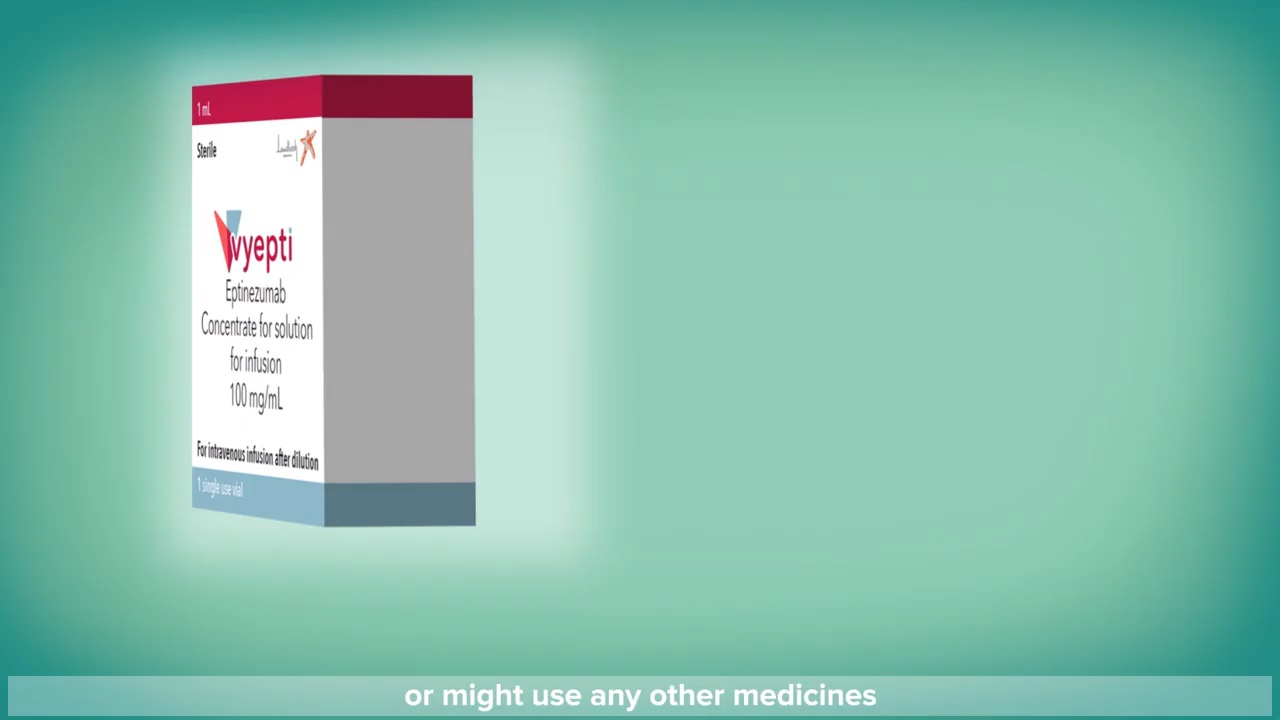 1 mL
Sterile
Lundbeck
vyepti
Eptinezumab
Concentrate for solution
for infusion
100 mg/mL
For intravenous infusion after dilution
1 single use vial
or might use any other medicines